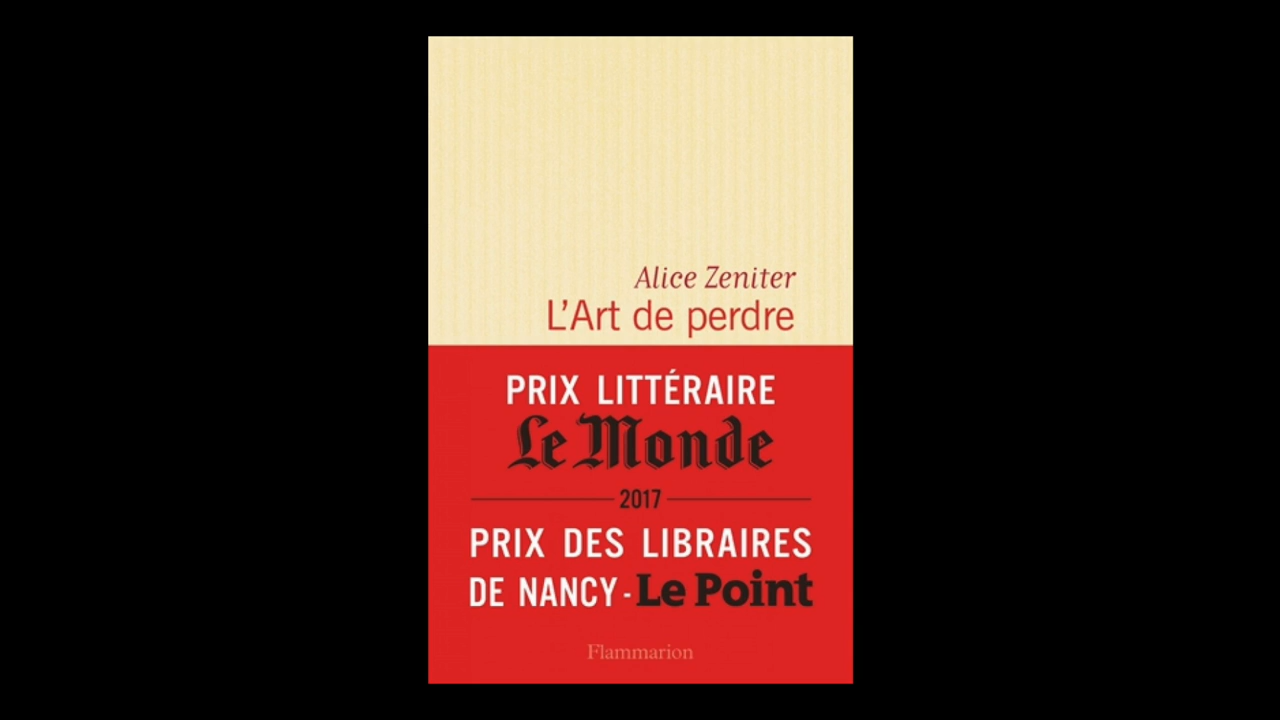 Alice Zeniter
L'Art de perdre
PRIX LITTÉRAIRE
Le Monde
2017
PRIX DES LIBRAIRES
DE NANCY - Le Point
Flammarion